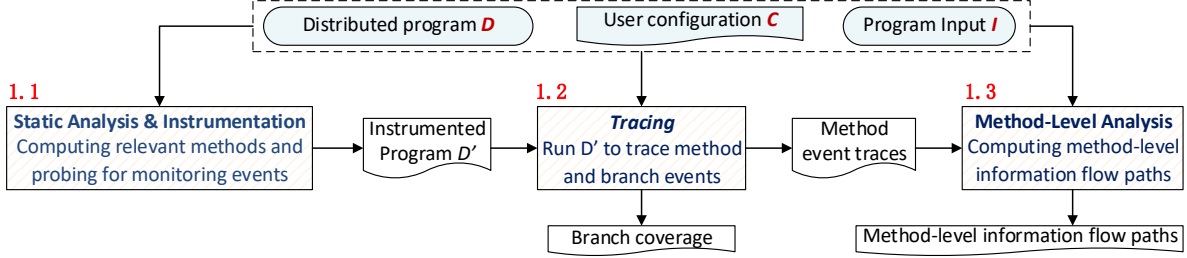 Distributed program D
User configuration C
Program Input I
1.1
Static Analysis & Instrumentation
Computing relevant methods and
probing for monitoring events
Instrumented
Program D’
1.2
Tracing
Run D’ to trace method
and branch events
Method
event traces
1.3
Method-Level Analysis
Computing method-level
information flow paths
Branch coverage
Method-level information flow paths